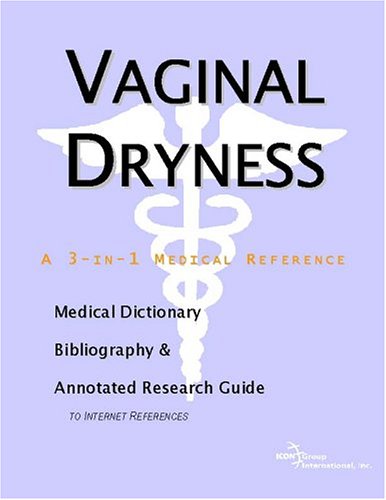 VAGINAL
DRYNESS
A 3-IN-1 MEDICAL REFERENCE
Medical Dictionary
Bibliography &
Annotated Research Guide
TO INTERNET REFERENCES
ICON Group
International, Inc.